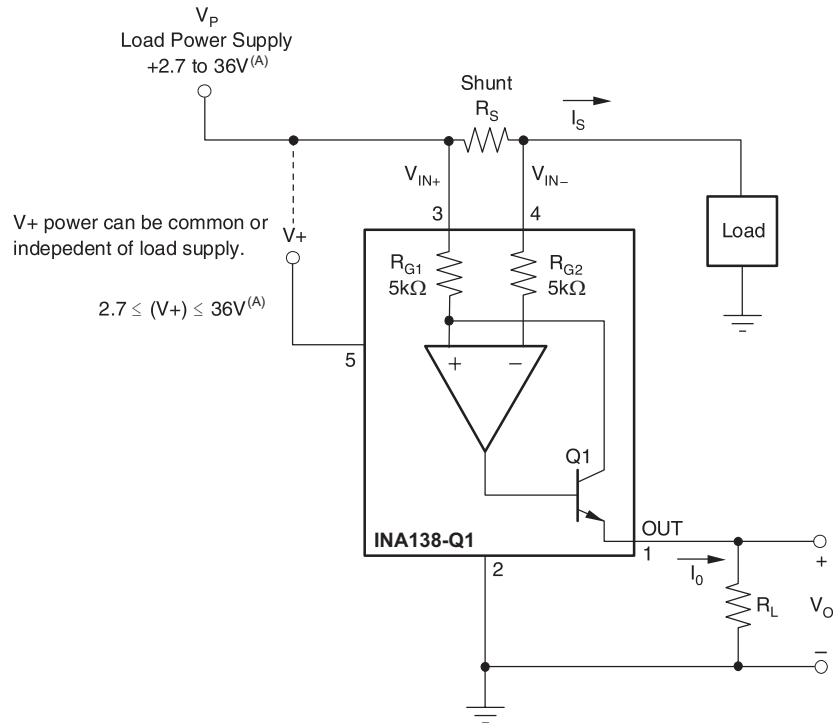 V_P
Load Power Supply
+2.7 to 36V^(A)
Shunt
R_S
I_S
V_IN+
V_IN−
3
4
V+ power can be common or
indepedent of load supply.
V+
Load
R_G1
5kΩ
R_G2
5kΩ
2.7 ≤ (V+) ≤ 36V^(A)
5
+
−
Q1
OUT
INA138-Q1
1
2
I_0
+
R_L
V_O
−